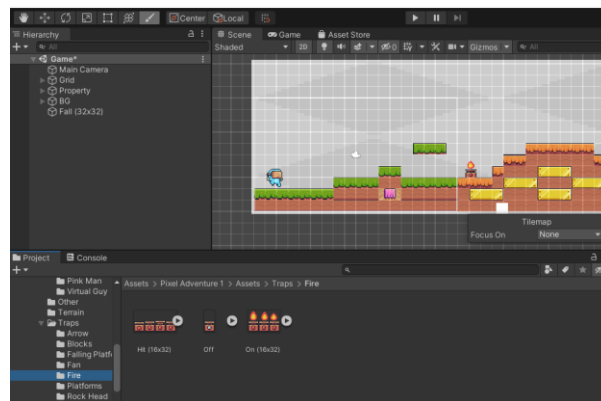 Center Local
Hierarchy Scene Game Asset Store
All Shaded 2D 0 Gizmos All
Game*
Main Camera
Grid
Property
BG
Fall (32x32)
Tilemap
Focus On None
Project Console
Pink Man Assets > Pixel Adventure 1 > Assets > Traps > Fire
Virtual Guy
Other
Terrain
Traps
Arrow
Blocks
Hit (16x32) Off On (16x32)
Falling Platf
Fan
Fire
Platforms
Rock Head